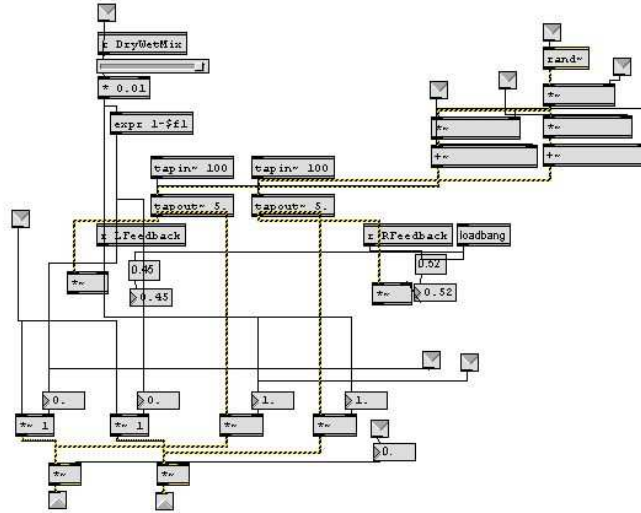 r DryWetMix
rand~
* 0.01
*~
expr 1-$f1
*~
*~
+~
+~
tapin~ 100
tapin~ 100
tapout~ 5.
tapout~ 5.
r LFeedback
r RFeedback
loadbang
0.45
0.52
*~
0.45
*~
0.52
0.
0.
1.
1.
*~ 1
*~ 1
*~
*~
0.
*~
*~